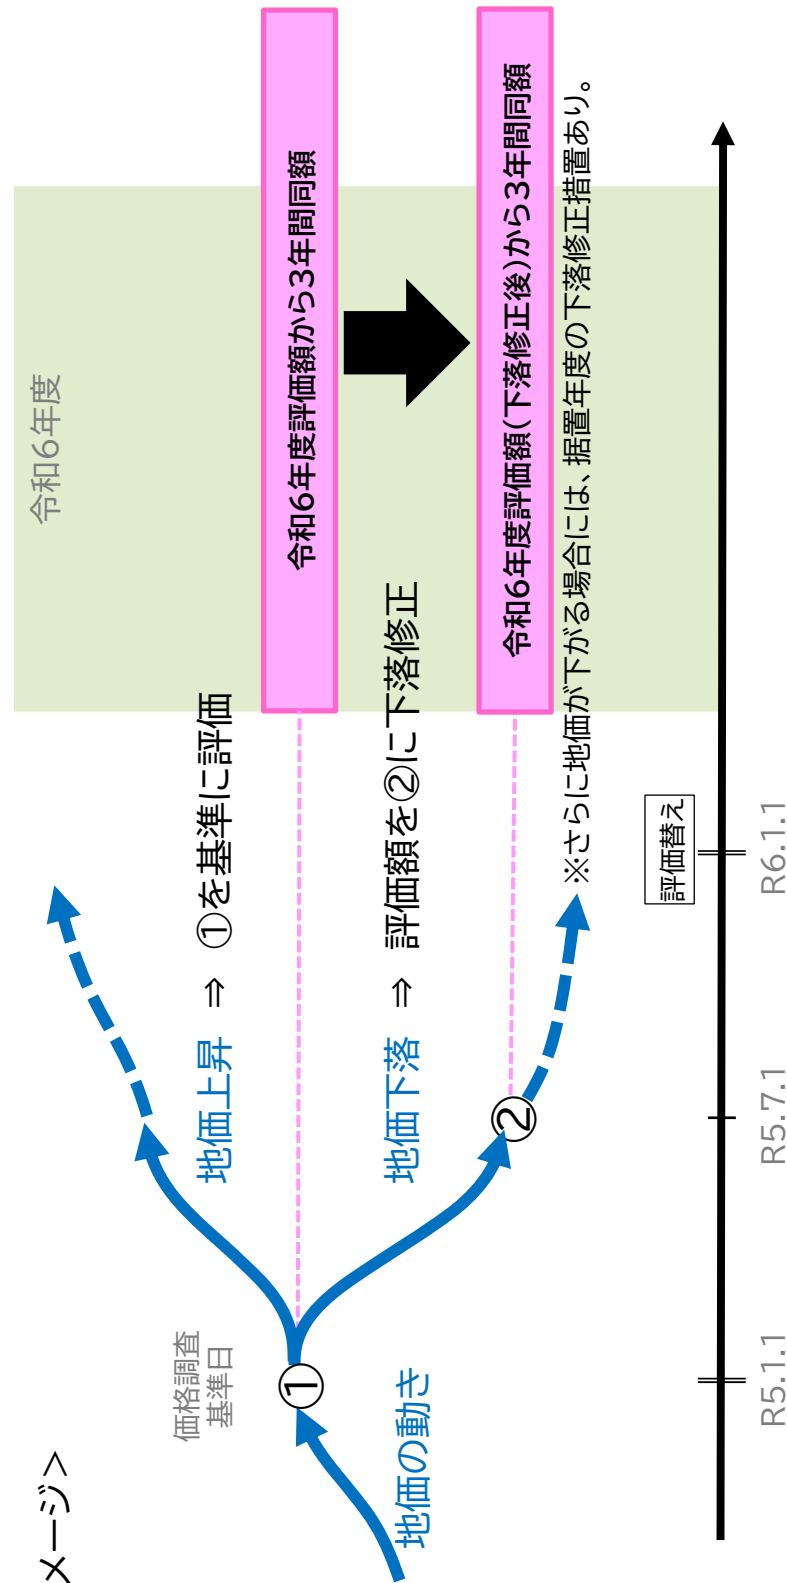 メージ＞
令和６年度
価格調査
基準日
地価上昇 ⇒ ①を基準に評価
令和６年度評価額から３年間同額
①
地価の動き
地価下落 ⇒ 評価額を②に下落修正
令和６年度評価額（下落修正後）から３年間同額
②
※さらに地価が下がる場合には、据置年度の下落修正措置あり。
評価替え
R5.1.1
R5.7.1
R6.1.1